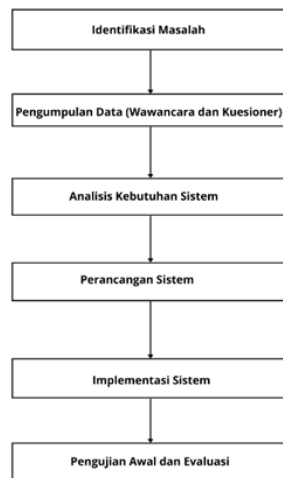 Identifikasi Masalah
Pengumpulan Data (Wawancara dan Kuesioner)
Analisis Kebutuhan Sistem
Perancangan Sistem
Implementasi Sistem
Pengujian Awal dan Evaluasi